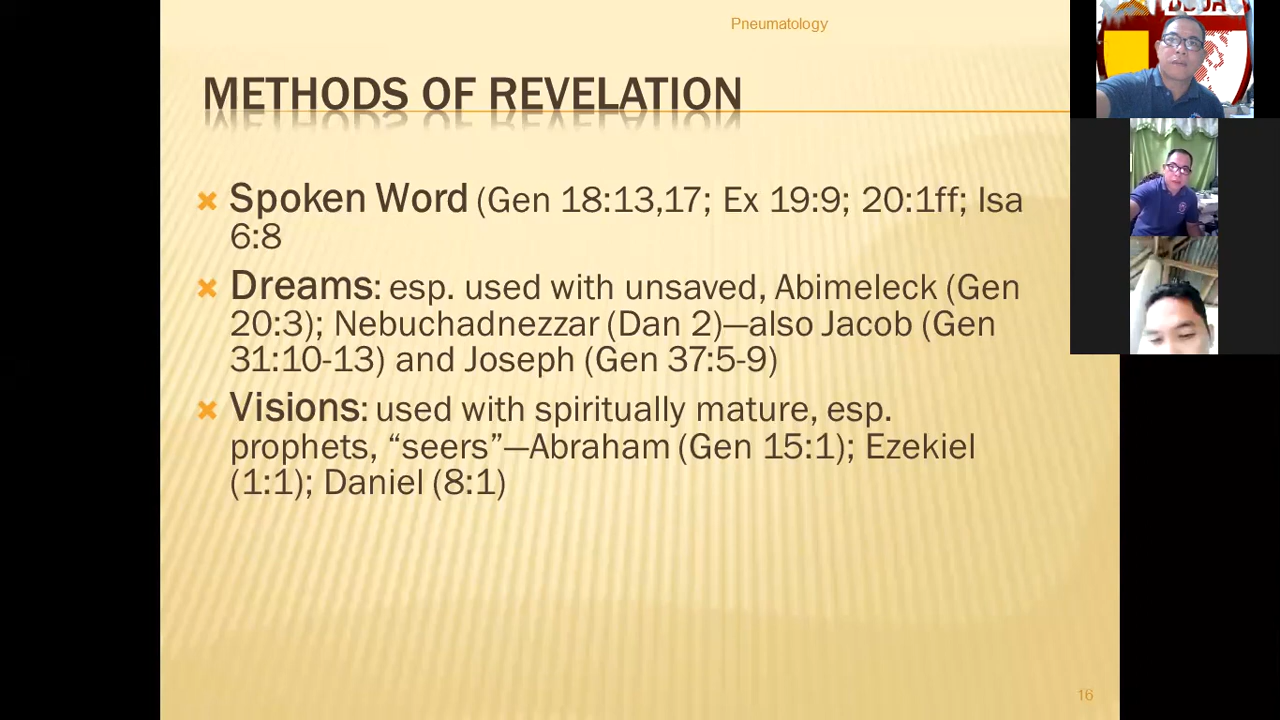 Pneumatology
METHODS OF REVELATION
Spoken Word (Gen 18:13,17; Ex 19:9; 20:1ff; Isa
6:8
Dreams: esp. used with unsaved, Abimeleck (Gen
20:3); Nebuchadnezzar (Dan 2)—also Jacob (Gen
31:10-13) and Joseph (Gen 37:5-9)
Visions: used with spiritually mature, esp.
prophets, “seers”—Abraham (Gen 15:1); Ezekiel
(1:1); Daniel (8:1)
16